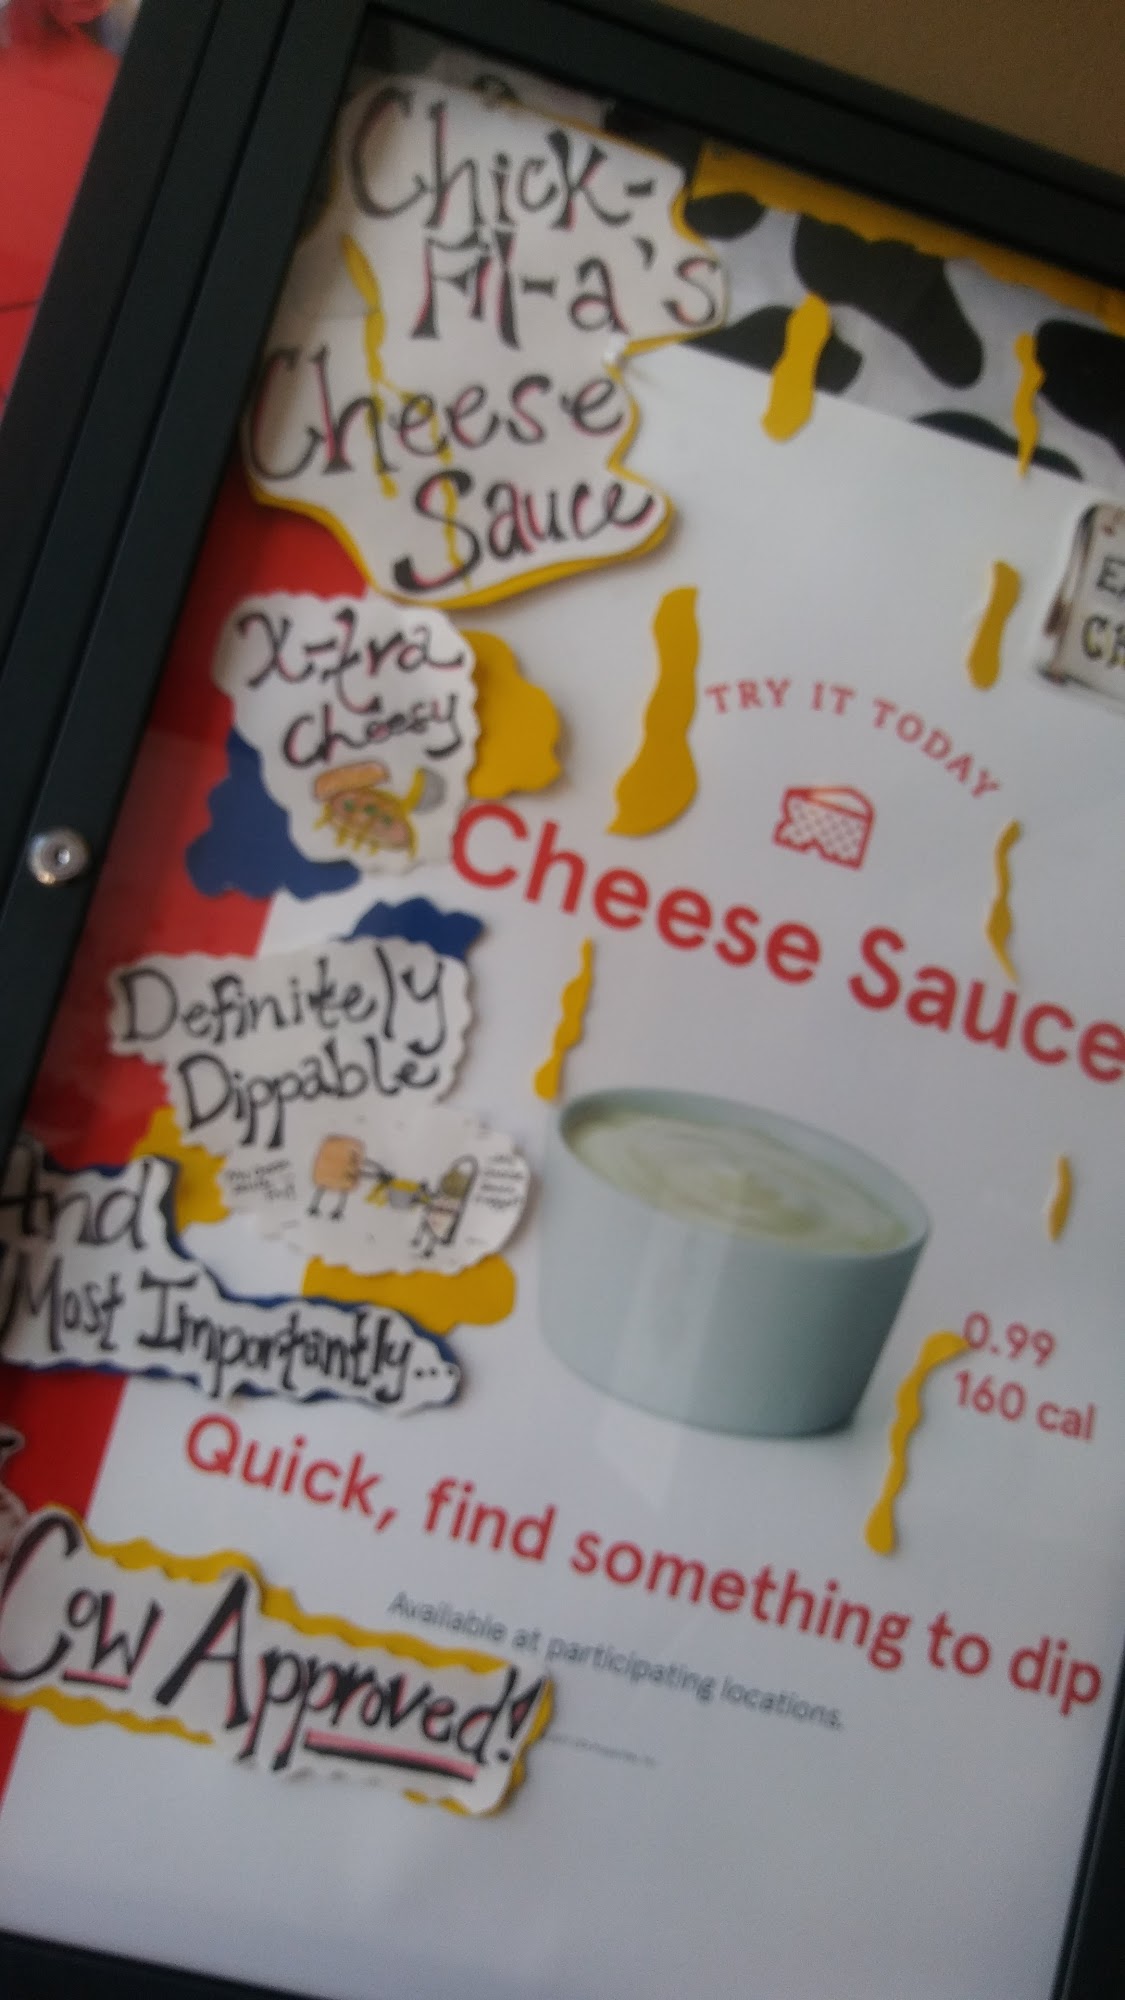 Chick-
Fil-a's
Cheese
Sauce
X-tra
Cheesy
TRY IT TODAY
Cheese Sauce
Definitely
Dippable
And
Most Importantly...
0.99
160 cal
Quick, find something to dip
Available at participating locations.
Cow Approved!